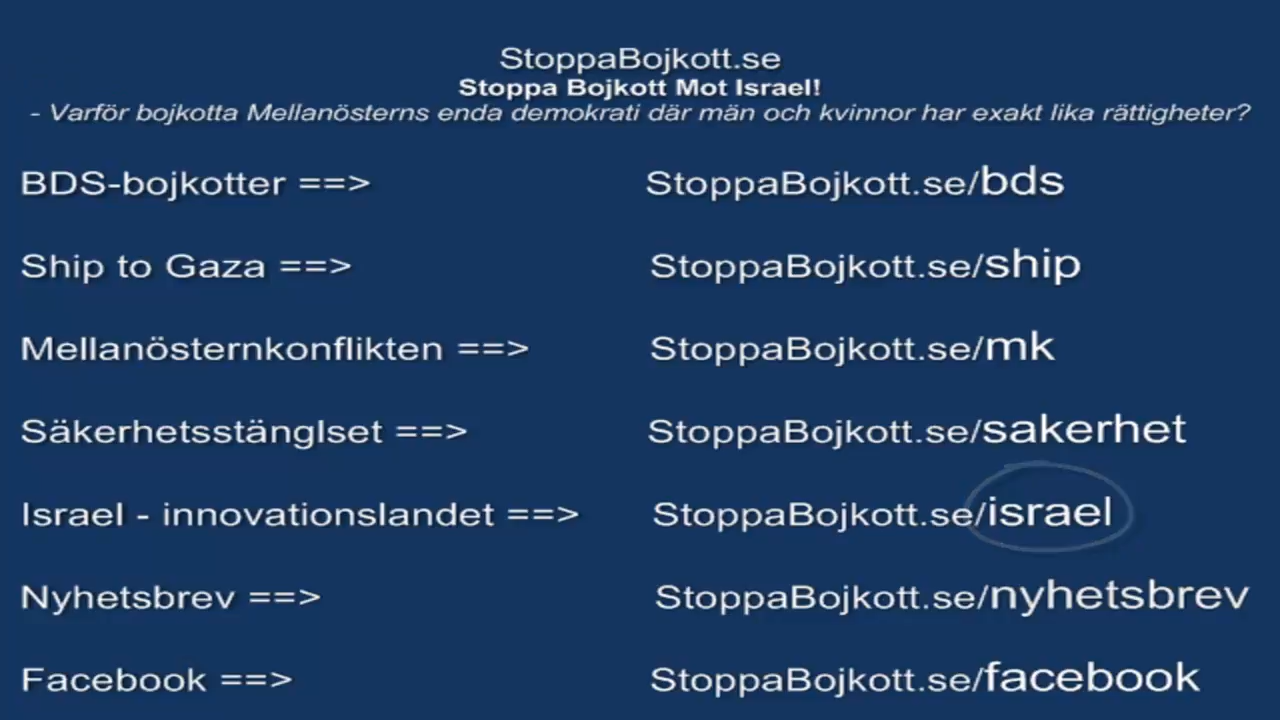 StoppaBojkott.se
Stoppa Bojkott Mot Israel!
- Varför bojkotta Mellanösterns enda demokrati där män och kvinnor har exakt lika rättigheter?
BDS-bojkotter ==> StoppaBojkott.se/bds
Ship to Gaza ==> StoppaBojkott.se/ship
Mellanösternkonflikten ==> StoppaBojkott.se/mk
Säkerhetsstänglset ==> StoppaBojkott.se/sakerhet
Israel - innovationslandet ==> StoppaBojkott.se/israel
Nyhetsbrev ==> StoppaBojkott.se/nyhetsbrev
Facebook ==> StoppaBojkott.se/facebook